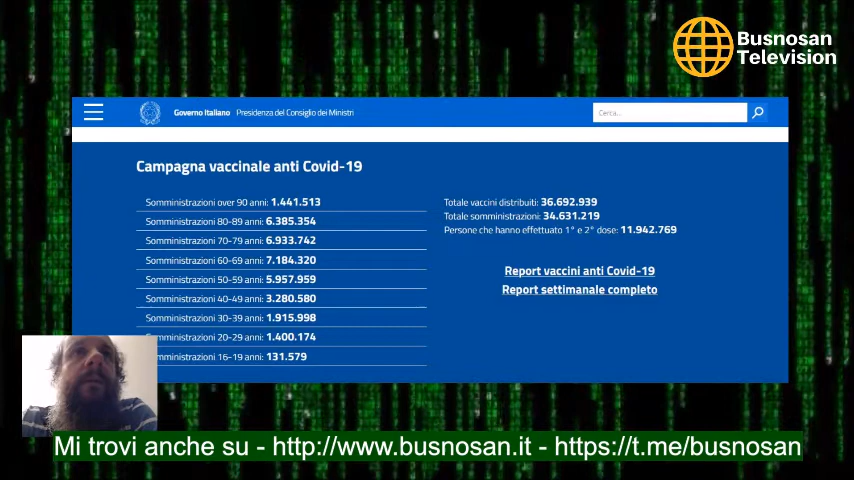 Busnosan
Television
Governo Italiano Presidenza del Consiglio dei Ministri
Cerca...
Campagna vaccinale anti Covid-19
Somministrazioni over 90 anni: 1.441.513
Somministrazioni 80-89 anni: 6.385.354
Somministrazioni 70-79 anni: 6.933.742
Somministrazioni 60-69 anni: 7.184.320
Somministrazioni 50-59 anni: 5.957.959
Somministrazioni 40-49 anni: 3.280.580
Somministrazioni 30-39 anni: 1.915.998
Somministrazioni 20-29 anni: 1.400.174
mministrazioni 16-19 anni: 131.579
Totale vaccini distribuiti: 36.692.939
Totale somministrazioni: 34.631.219
Persone che hanno effettuato 1° e 2° dose: 11.942.769
Report vaccini anti Covid-19
Report settimanale completo
Mi trovi anche su - http://www.busnosan.it - https://t.me/busnosan